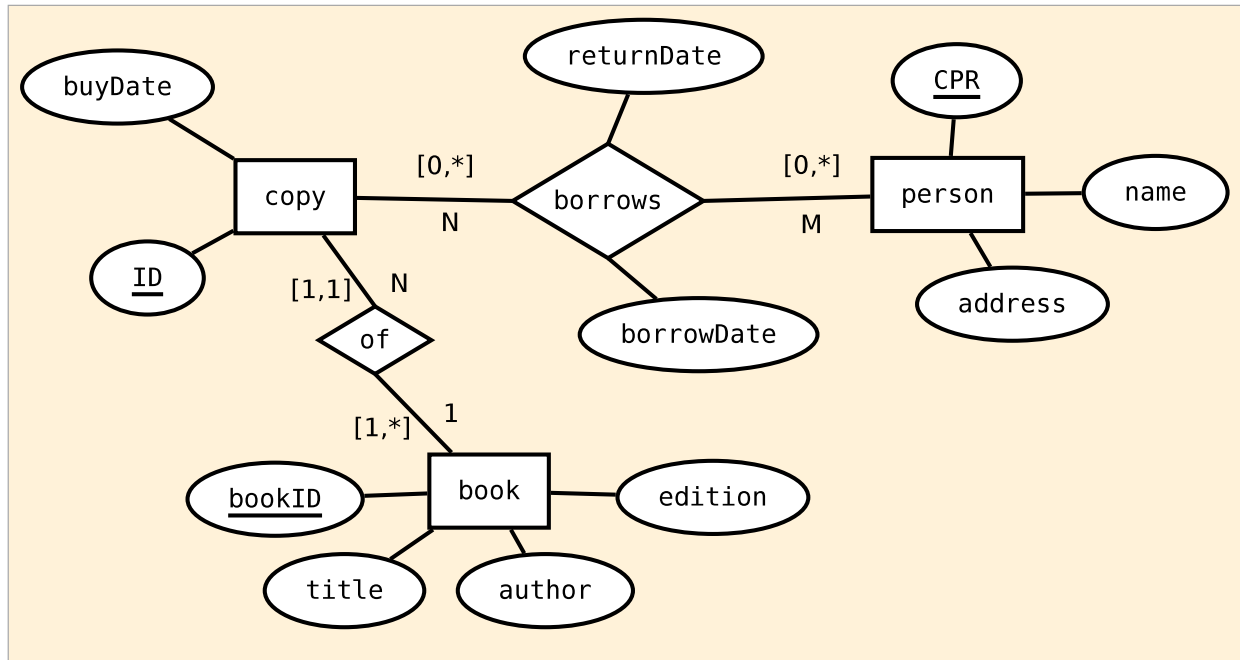 returnDate
buyDate
CPR
[0,*]
[0,*]
copy
borrows
person
name
N
M
ID
[1,1]
N
address
of
borrowDate
[1,*]
1
bookID
book
edition
title
author